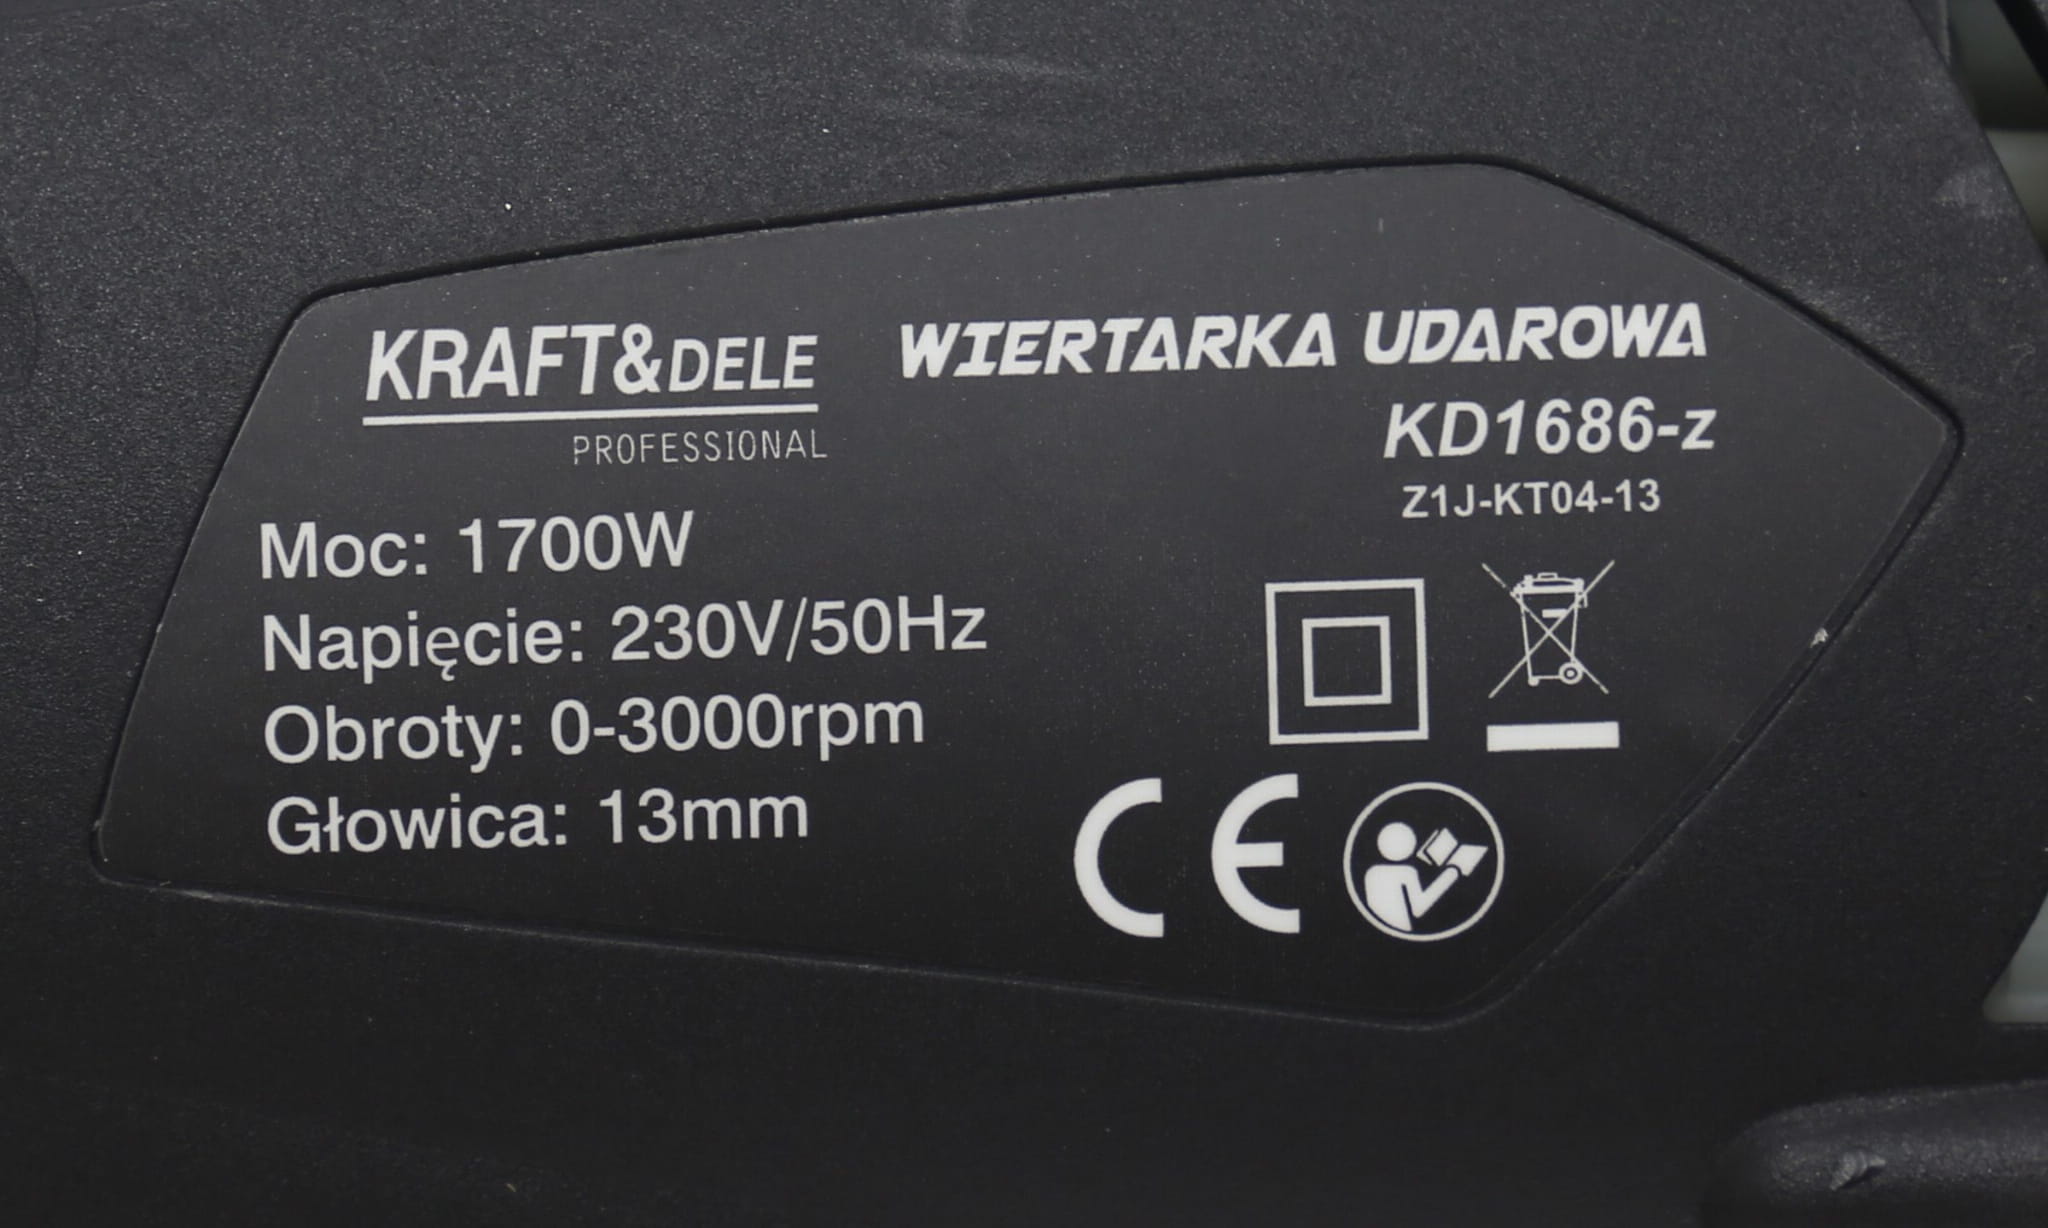 KRAFT&DELE
PROFESSIONAL
WIERTARKA UDAROWA
KD1686-z
Z1J-KT04-13
Moc: 1700W
Napięcie: 230V/50Hz
Obroty: 0-3000rpm
Głowica: 13mm
CE